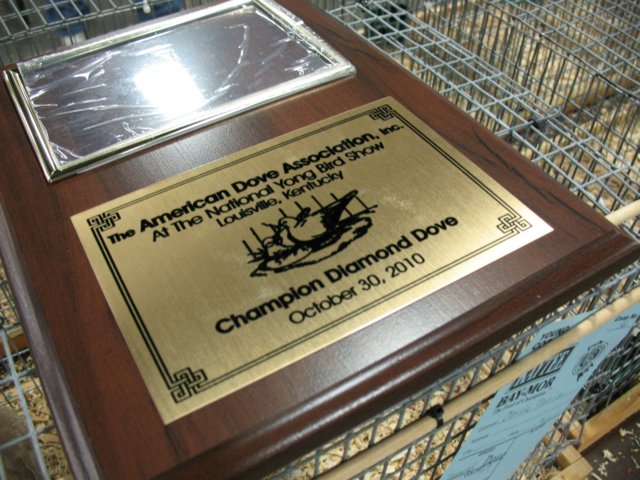 The American Dove Association, Inc.
At The National Yong Bird Show
Louisville, Kentucky
Champion Diamond Dove
October 30, 2010
YOUNG
BAY-MOR